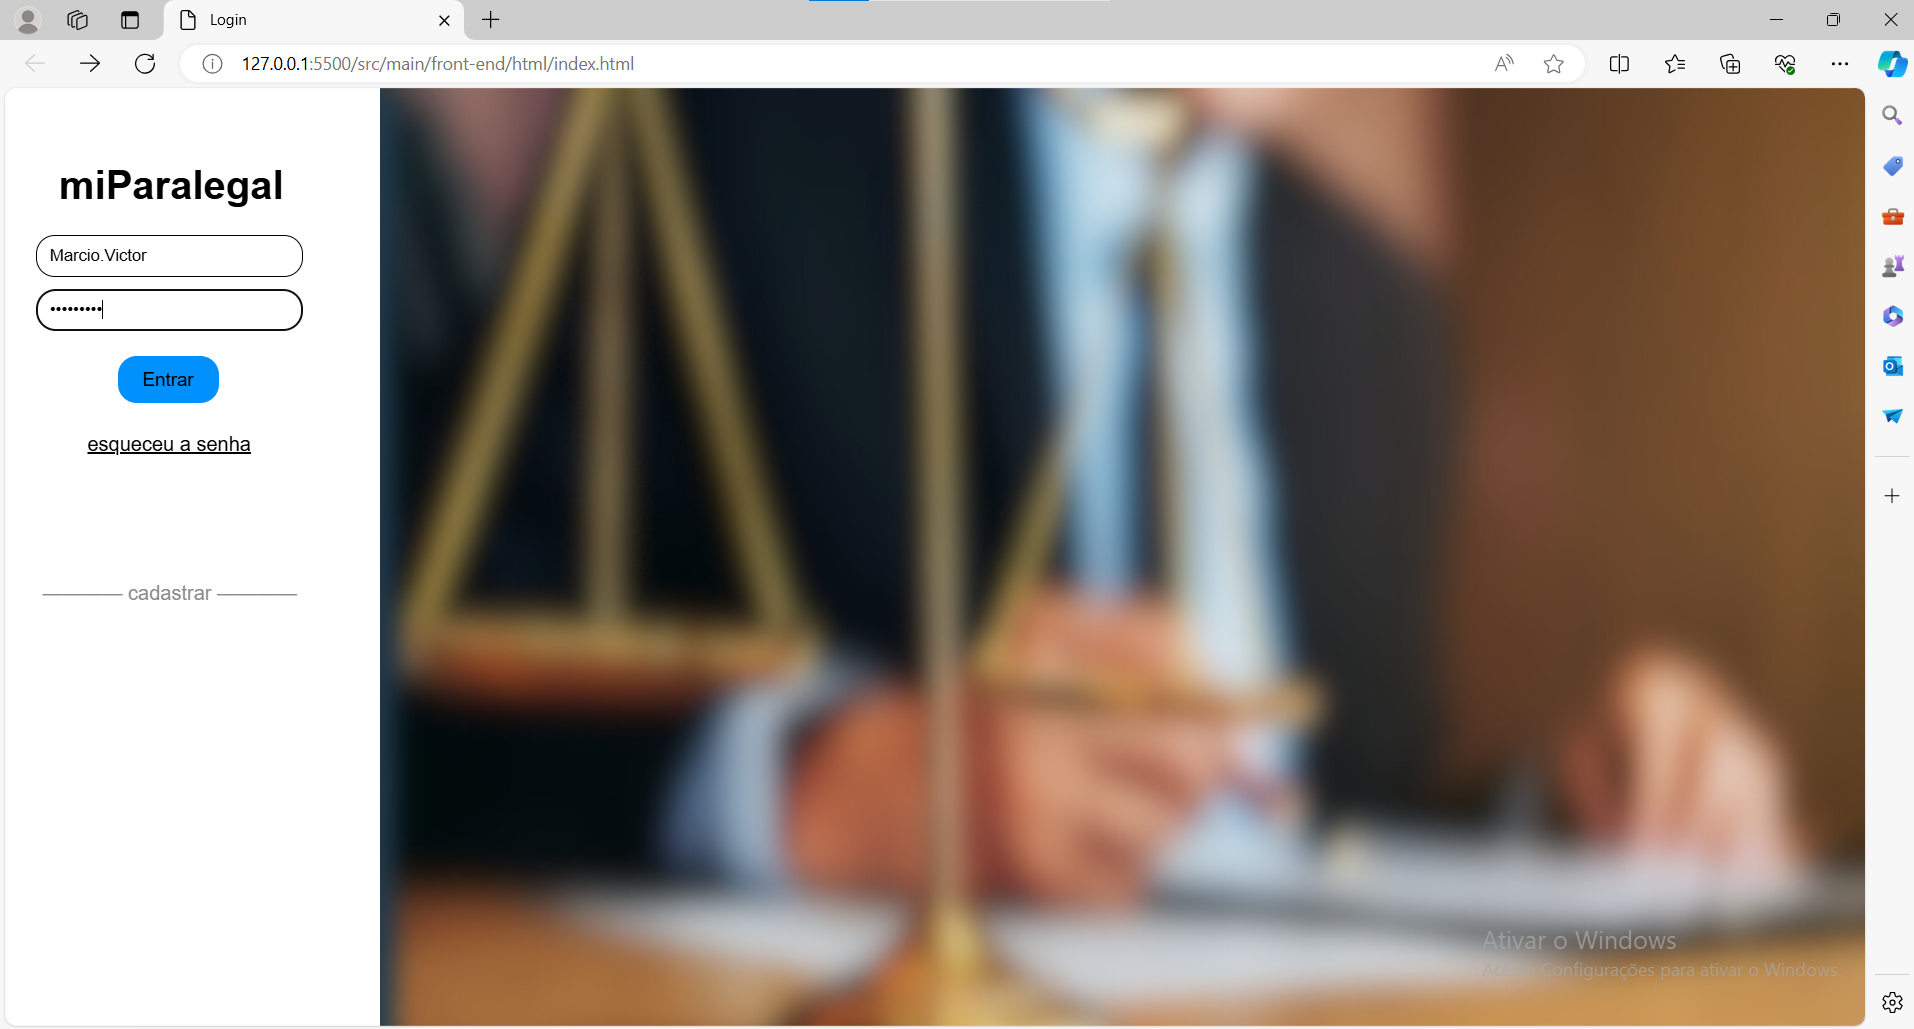 Login
127.0.0.1:5500/src/main/front-end/html/index.html
miParalegal
Marcio.Victor
•••••••••
Entrar
esqueceu a senha
cadastrar
Ativar o Windows
Configurações para ativar o Windows.